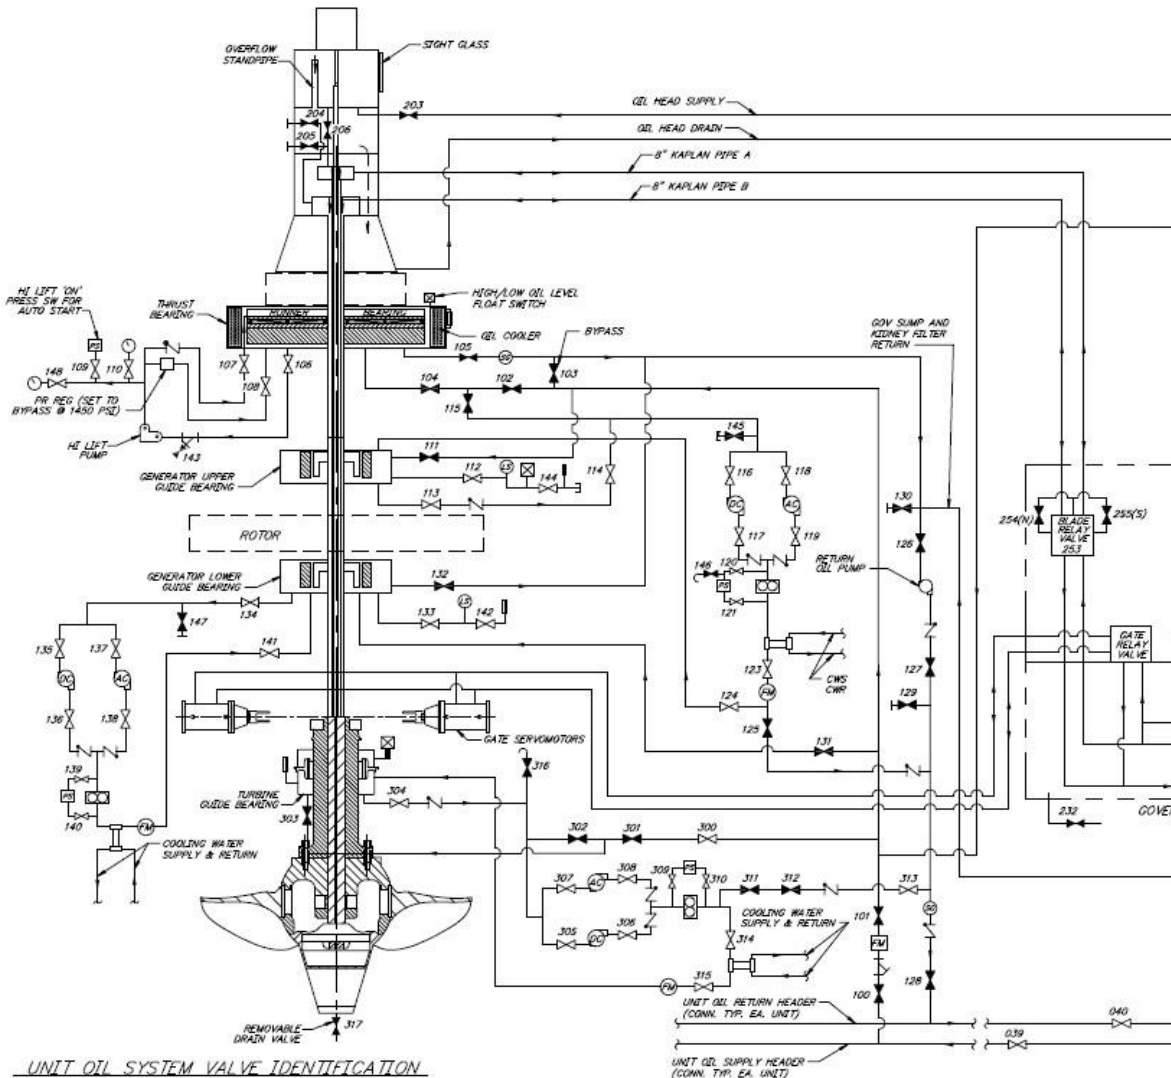 OVERFLOW
STANDPIPE
SIGHT GLASS
204
205
206
203
OIL HEAD SUPPLY
OIL HEAD DRAIN
8" KAPLAN PIPE A
8" KAPLAN PIPE B
HI LIFT 'ON'
PRESS SW FOR
AUTO START
THRUST
BEARING
RUNNER
BEARING
HIGH/LOW OIL LEVEL
FLOAT SWITCH
OIL COOLER
BYPASS
GOV SUMP AND
KIDNEY FILTER
RETURN
PS
148
109
110
107
108
106
105
SG
104
102
103
115
PR REG (SET TO
BYPASS @ 1450 PSI)
HI LIFT
PUMP
143
GENERATOR UPPER
GUIDE BEARING
111
112
LS
144
113
114
145
116
118
DC
AC
117
119
130
126
254(N)
BLADE
RELAY
VALVE
253
255(S)
ROTOR
GENERATOR LOWER
GUIDE BEARING
132
133
LS
142
134
147
141
146
120
PS
121
RETURN
OIL PUMP
123
CWS
CWR
FM
124
125
127
129
GATE
RELAY
VALVE
135
137
DC
AC
136
138
139
PS
140
FM
COOLING WATER
SUPPLY & RETURN
GATE SERVOMOTORS
131
316
TURBINE
GUIDE BEARING
303
304
302
301
300
232
GOVE
307
AC
308
309
PS
310
311
312
313
305
DC
306
314
COOLING WATER
SUPPLY & RETURN
101
SG
FM
FM
315
100
128
UNIT OIL RETURN HEADER
(CONN. TYP. EA. UNIT)
040
039
UNIT OIL SUPPLY HEADER
(CONN. TYP. EA. UNIT)
REMOVABLE
DRAIN VALVE
317
UNIT OIL SYSTEM VALVE IDENTIFICATION